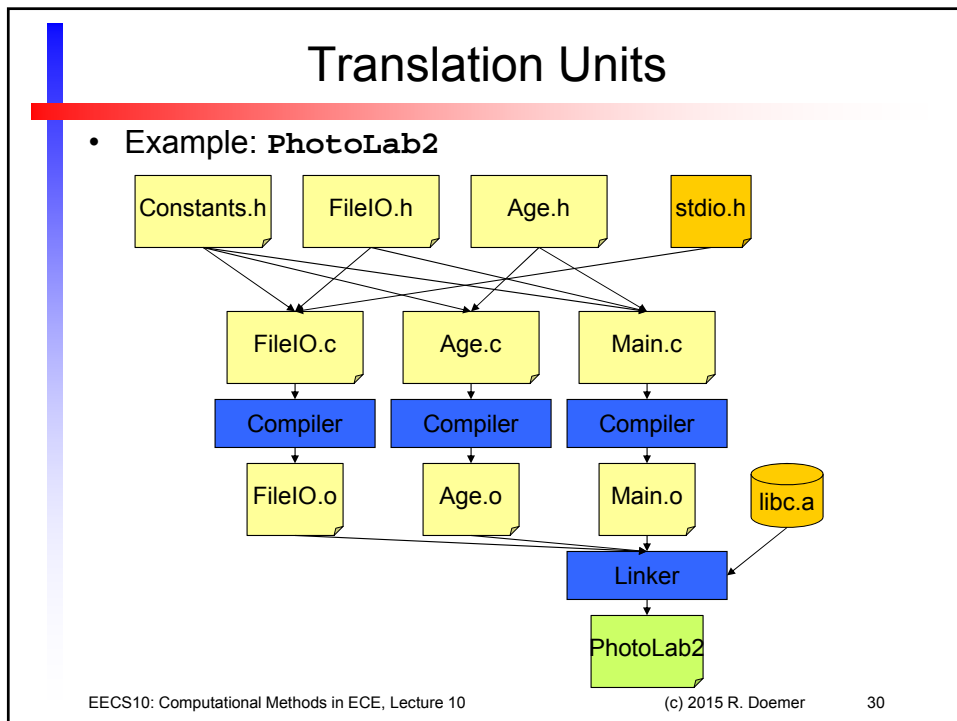 Translation Units
• Example: PhotoLab2
Constants.h
FileIO.h
Age.h
stdio.h
FileIO.c
Age.c
Main.c
Compiler
Compiler
Compiler
FileIO.o
Age.o
Main.o
libc.a
Linker
PhotoLab2
EECS10: Computational Methods in ECE, Lecture 10
(c) 2015 R. Doemer
30